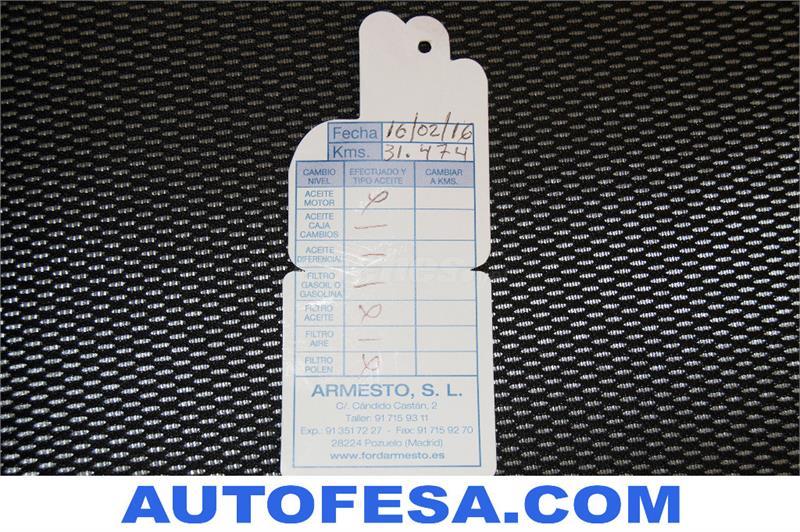 Fecha 16/02/16
Kms. 31.474
CAMBIO NIVEL EFECTUADO Y TIPO ACEITE CAMBIAR A KMS.
ACEITE MOTOR
ACEITE CAJA CAMBIOS —
ACEITE DIFERENCIAL —
FILTRO GASOIL O GASOLINA —
FILTRO ACEITE
FILTRO AIRE —
FILTRO POLEN
ARMESTO, S. L.
C/. Cándido Castán, 2
Taller: 91 715 93 11
Exp.: 91 351 72 27 - Fax: 91 715 92 70
28224 Pozuelo (Madrid)
www.fordarmesto.es
AUTOFESA.COM